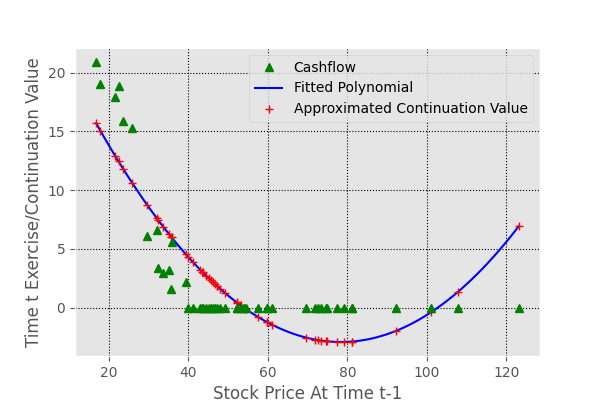 Cashflow
Fitted Polynomial
Approximated Continuation Value
Time t Exercise/Continuation Value
20
15
10
5
0
20
40
60
80
100
120
Stock Price At Time t-1